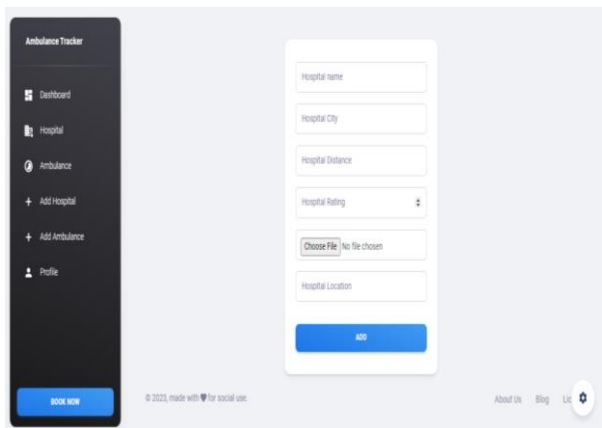 Ambulance Tracker
Dashboard
Hospital
Ambulance
Add Hospital
Add Ambulance
Profile
BOOK NOW
Hospital name
Hospital City
Hospital Distance
Hospital Rating
Choose File No file chosen
Hospital Location
ADD
© 2023, made with for social use.
About Us Blog Lic